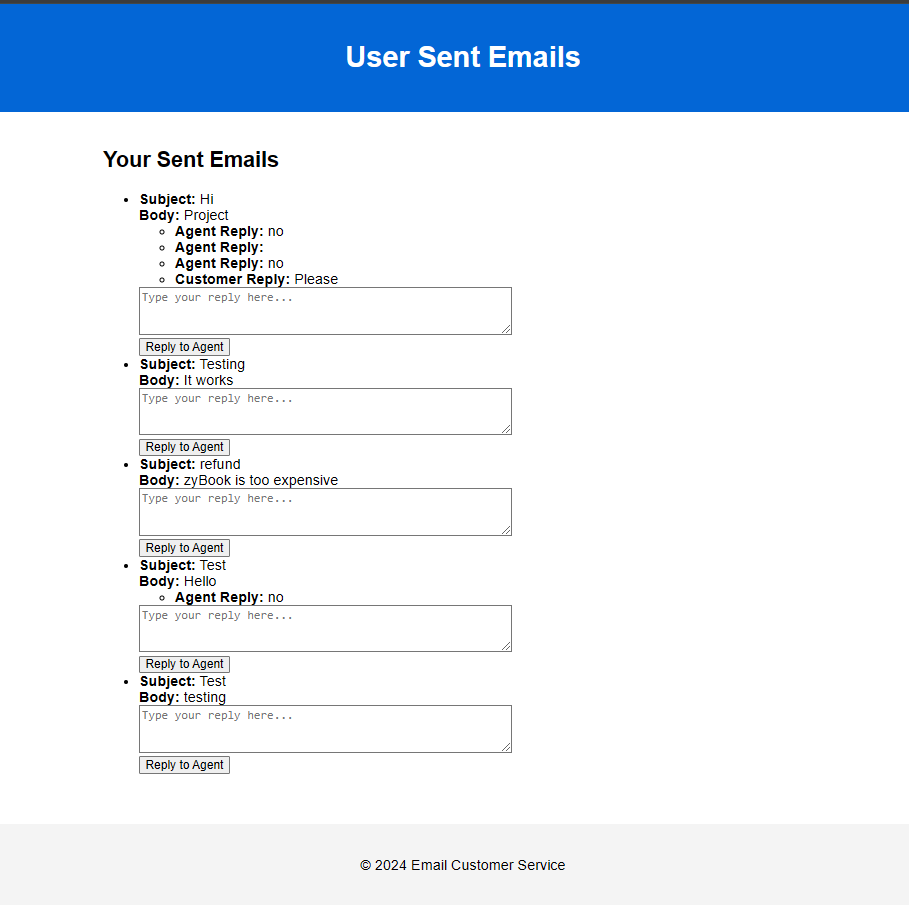 User Sent Emails
Your Sent Emails
Subject: Hi
Body: Project
Agent Reply: no
Agent Reply:
Agent Reply: no
Customer Reply: Please
Type your reply here...
Reply to Agent
Subject: Testing
Body: It works
Type your reply here...
Reply to Agent
Subject: refund
Body: zyBook is too expensive
Type your reply here...
Reply to Agent
Subject: Test
Body: Hello
Agent Reply: no
Type your reply here...
Reply to Agent
Subject: Test
Body: testing
Type your reply here...
Reply to Agent
© 2024 Email Customer Service